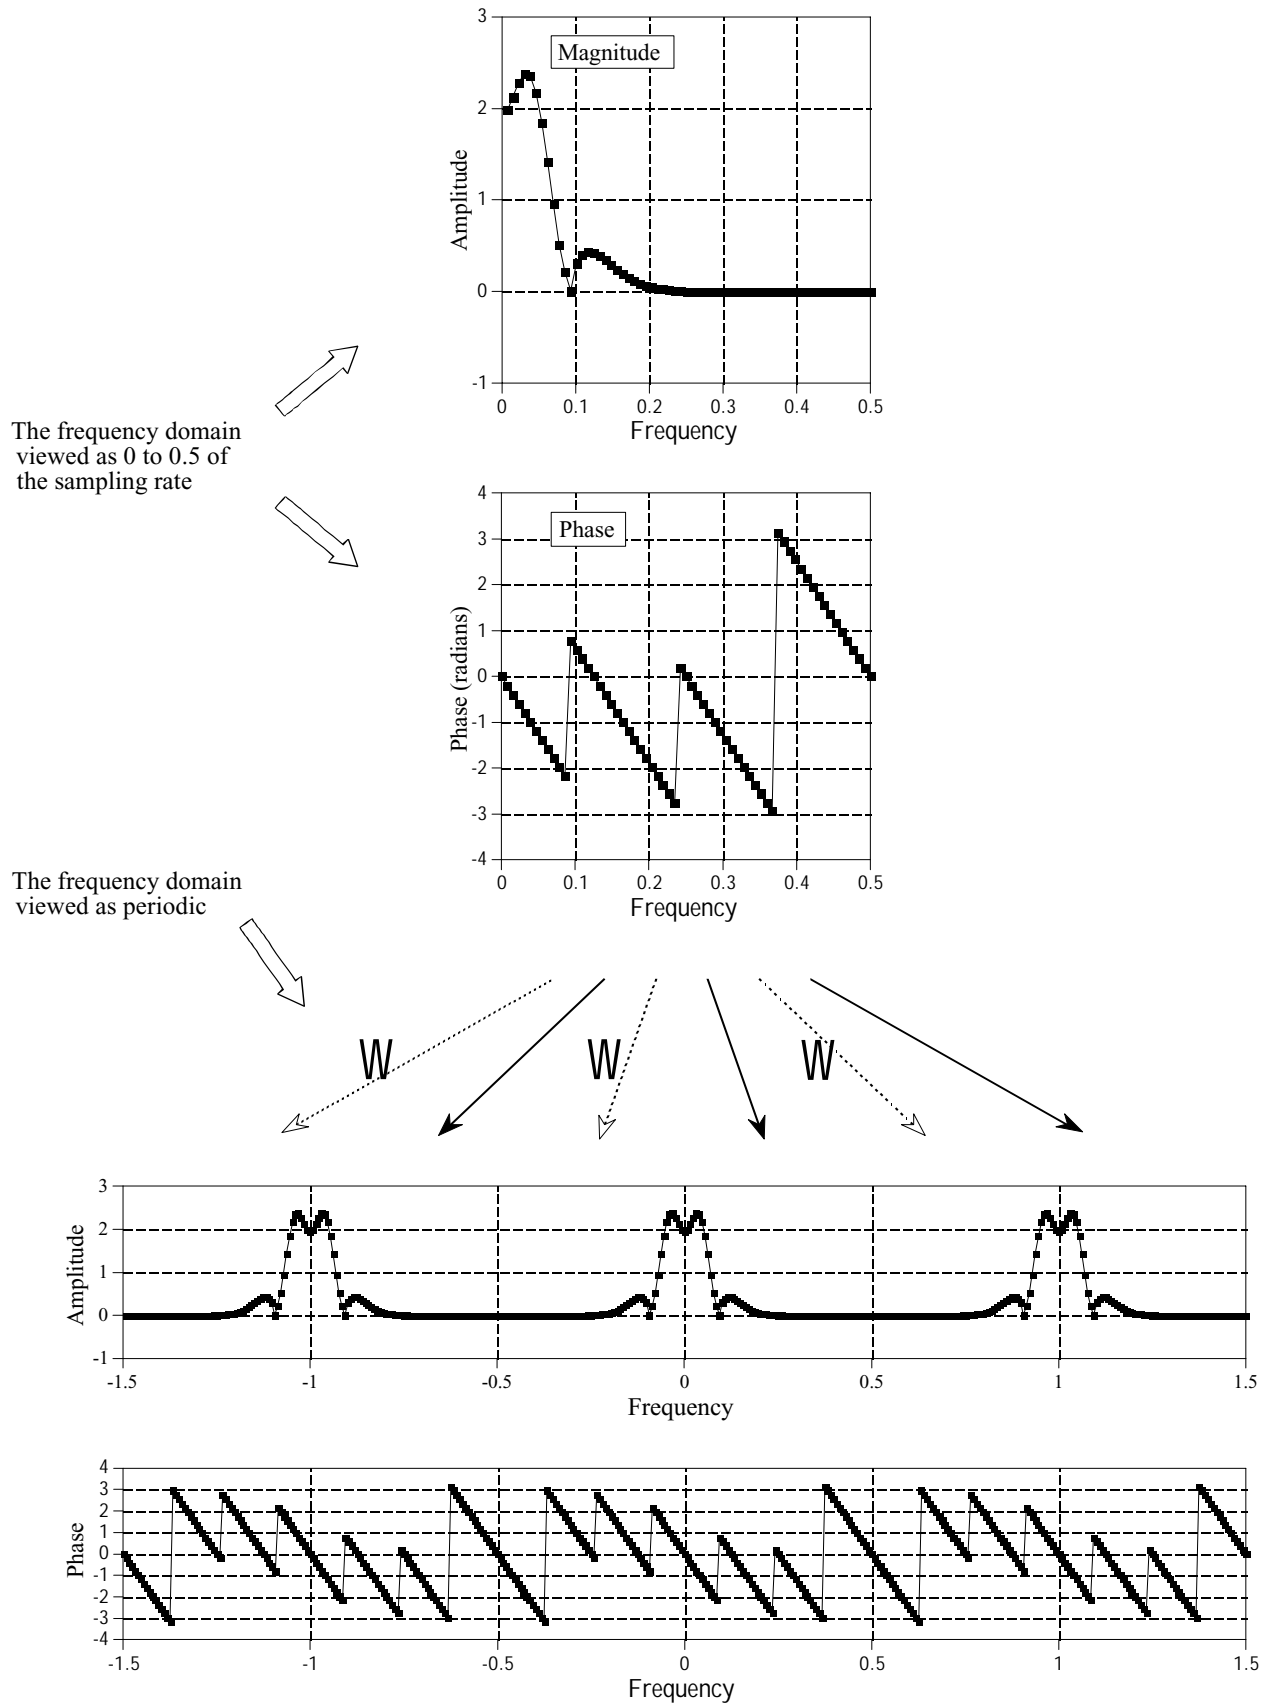 3
Magnitude
2
1
0
-1
Amplitude
0 0.1 0.2 0.3 0.4 0.5
Frequency
The frequency domain
viewed as 0 to 0.5 of
the sampling rate
4
Phase
3
2
1
0
-1
-2
-3
-4
Phase (radians)
0 0.1 0.2 0.3 0.4 0.5
Frequency
The frequency domain
viewed as periodic
W W W
3
2
1
0
-1
Amplitude
-1.5 -1 -0.5 0 0.5 1 1.5
Frequency
4
3
2
1
0
-1
-2
-3
-4
Phase
-1.5 -1 -0.5 0 0.5 1 1.5
Frequency